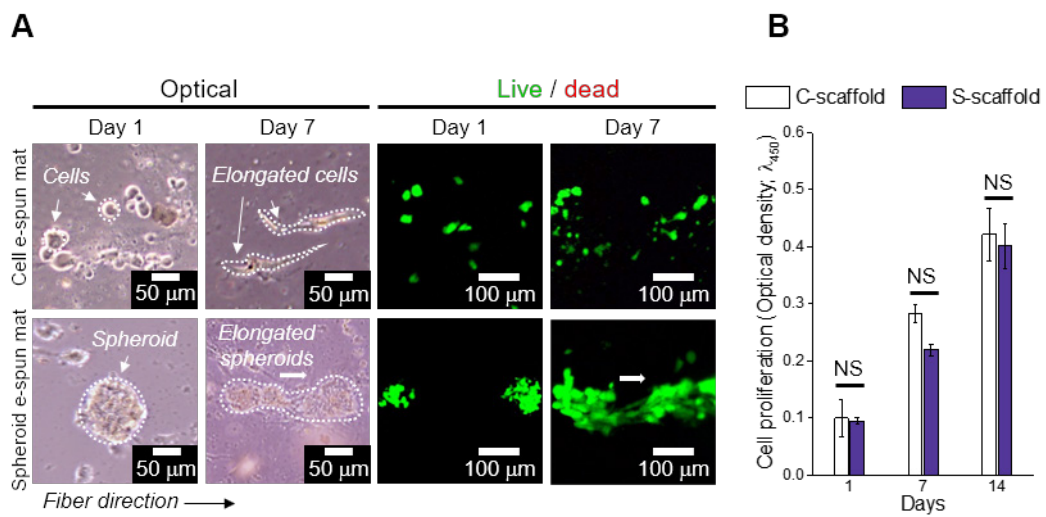 A
B
Optical
Live / dead
Day 1
Day 7
Day 1
Day 7
Cell e-spun mat
Cells
Elongated cells
50 µm
50 µm
100 µm
100 µm
Spheroid e-spun mat
Spheroid
Elongated
spheroids
50 µm
50 µm
100 µm
100 µm
Fiber direction
C-scaffold
S-scaffold
Cell proliferation (Optical density; λ450)
0.6
0.5
0.4
0.3
0.2
0.1
0.0
NS
NS
NS
1
7
14
Days